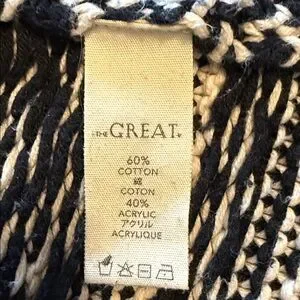 THE GREAT.
60%
COTTON
綿
COTON
40%
ACRYLIC
アクリル
ACRYLIQUE